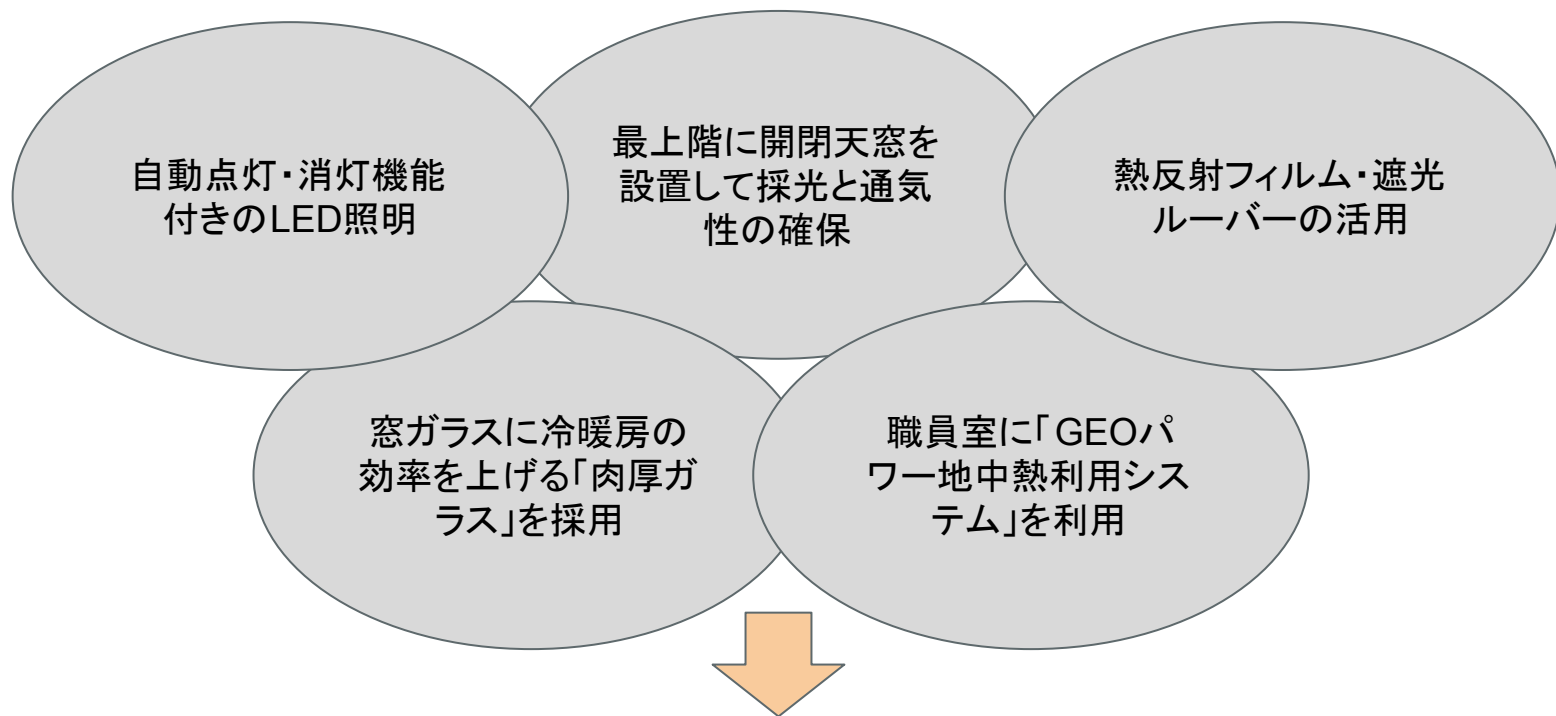 自動点灯・消灯機能
付きのLED照明
最上階に開閉天窓を
設置して採光と通気
性の確保
熱反射フィルム・遮光
ルーバーの活用
窓ガラスに冷暖房の
効率を上げる「肉厚ガ
ラス」を採用
職員室に「GEOパ
ワー地中熱利用シス
テム」を利用